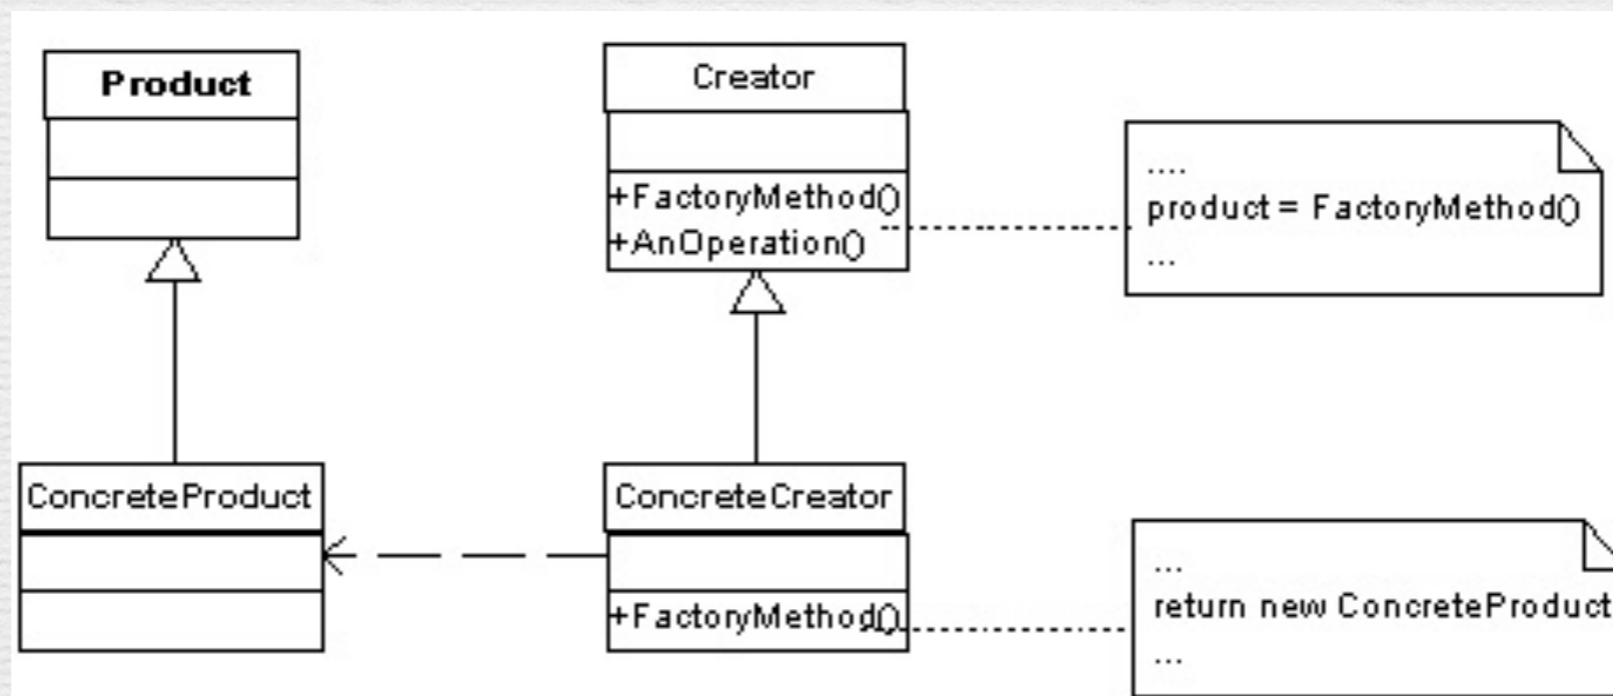 Product
Creator
+FactoryMethod()
+AnOperation()
....
product = FactoryMethod()
...
ConcreteProduct
ConcreteCreator
+FactoryMethod()
...
return new ConcreteProduct
...